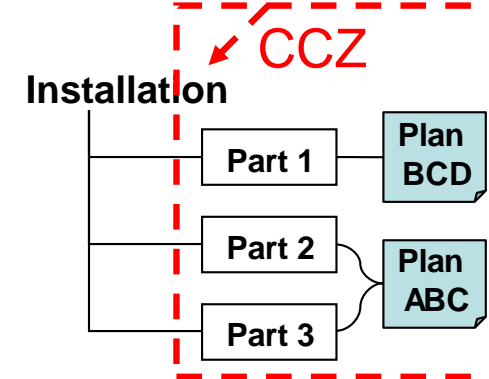 CCZ
Installation
Part 1
Plan
BCD
Part 2
Plan
ABC
Part 3